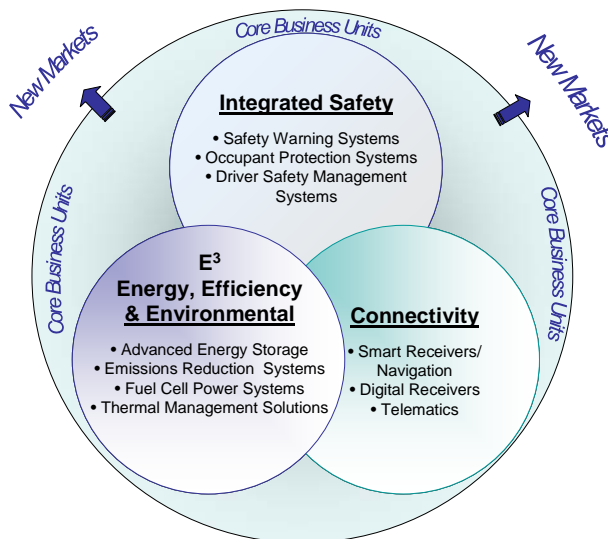 Core Business Units
New Markets
New Markets
Integrated Safety
• Safety Warning Systems
• Occupant Protection Systems
• Driver Safety Management
Systems
Core Business Units
Core Business Units
E³
Energy, Efficiency
& Environmental
• Advanced Energy Storage
• Emissions Reduction Systems
• Fuel Cell Power Systems
• Thermal Management Solutions
Connectivity
• Smart Receivers/
Navigation
• Digital Receivers
• Telematics